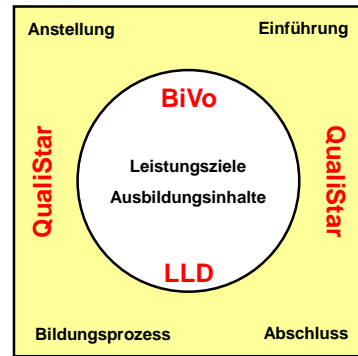 Anstellung
Einführung
BiVo
QualiStar
Leistungsziele
Ausbildungsinhalte
QualiStar
LLD
Bildungsprozess
Abschluss